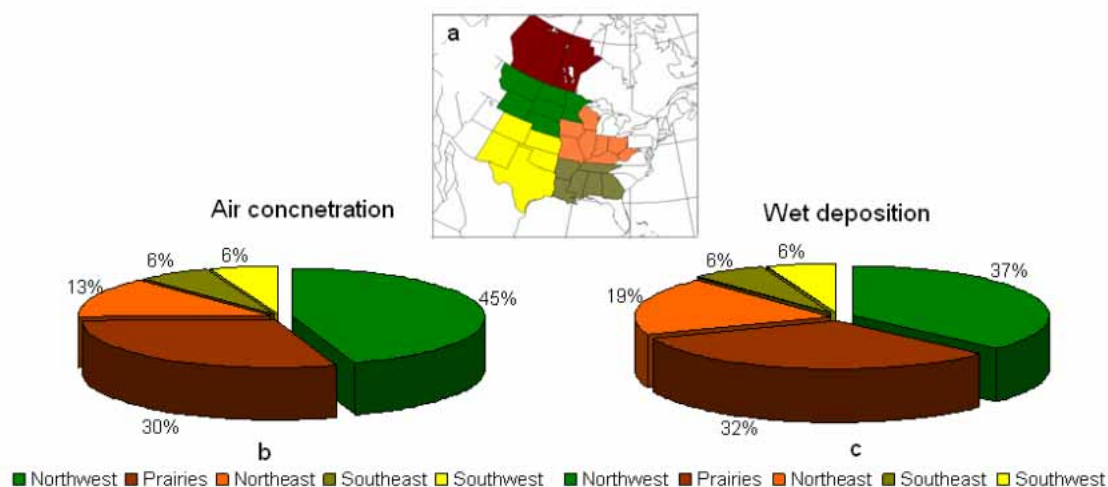 a
Air concnetration
6%
6%
13%
45%
30%
b
Northwest Prairies Northeast Southeast Southwest
Wet deposition
6%
6%
19%
37%
32%
c
Northwest Prairies Northeast Southeast Southwest